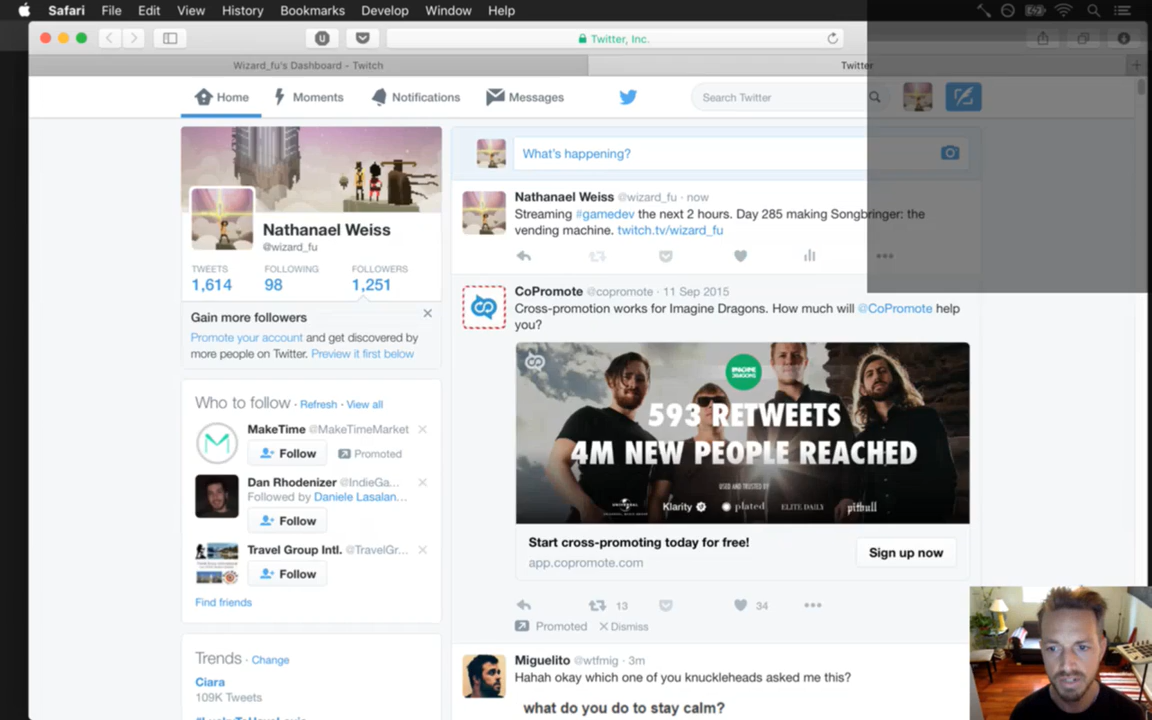 Safari File Edit View History Bookmarks Develop Window Help
Twitter, Inc.
Wizard_fu's Dashboard - Twitch
Twitter
Home Moments Notifications Messages
Search Twitter
Nathanael Weiss
@wizard_fu
TWEETS FOLLOWING FOLLOWERS
1,614 98 1,251
Gain more followers
Promote your account and get discovered by
more people on Twitter. Preview it first below
Who to follow · Refresh · View all
MakeTime @MakeTimeMarket
Follow Promoted
Dan Rhodenizer @IndieGa...
Followed by Daniele Lasalan...
Follow
Travel Group Intl. @TravelGr...
Follow
Find friends
Trends · Change
Ciara
109K Tweets
What's happening?
Nathanael Weiss @wizard_fu · now
Streaming #gamedev the next 2 hours. Day 285 making Songbringer: the
vending machine. twitch.tv/wizard_fu
CoPromote @copromote · 11 Sep 2015
Cross-promotion works for Imagine Dragons. How much will @CoPromote help
you?
IMAGINE
DRAGONS
593 RETWEETS
4M NEW PEOPLE REACHED
USED AND TRUSTED BY
UNIVERSAL Klarity plated ELITE DAILY pitbull
Start cross-promoting today for free!
app.copromote.com
Sign up now
13 34
Promoted Dismiss
Miguelito @wtfmig · 3m
Hahah okay which one of you knuckleheads asked me this?
what do you do to stay calm?